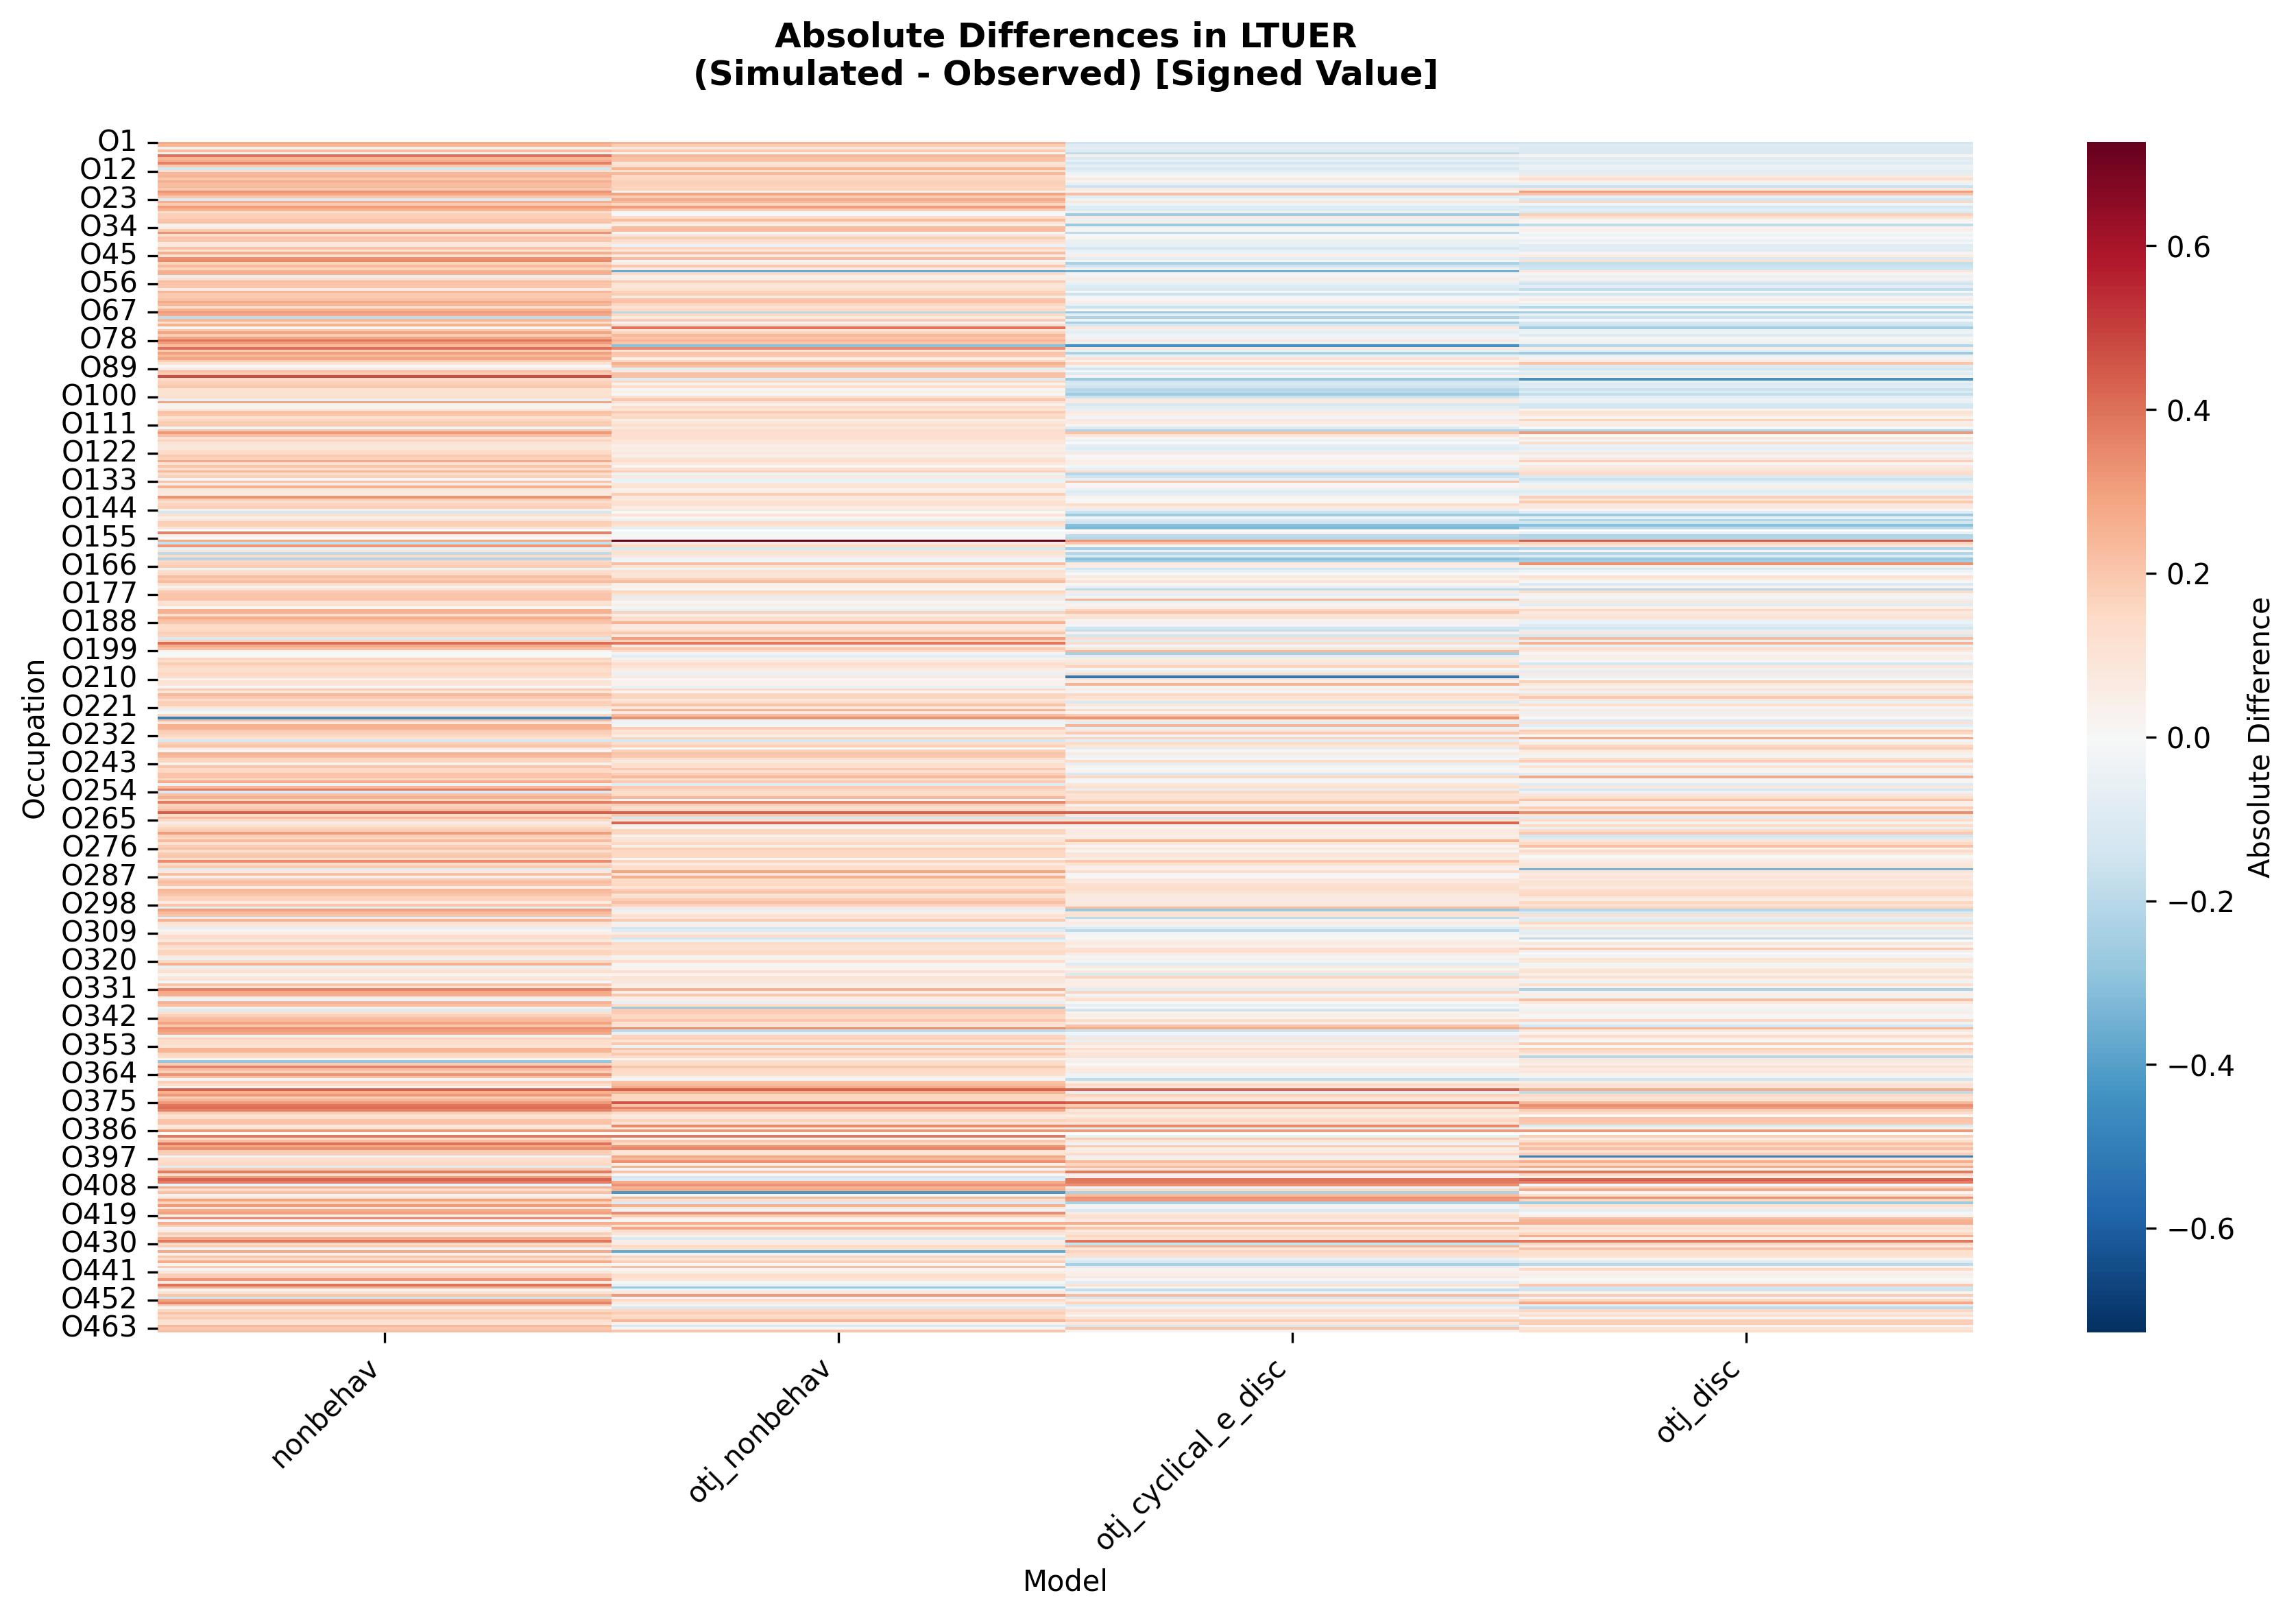 Absolute Differences in LTUER
(Simulated - Observed) [Signed Value]
Occupation
O1
O12
O23
O34
O45
O56
O67
O78
O89
O100
O111
O122
O133
O144
O155
O166
O177
O188
O199
O210
O221
O232
O243
O254
O265
O276
O287
O298
O309
O320
O331
O342
O353
O364
O375
O386
O397
O408
O419
O430
O441
O452
O463
nonbehav
otj_nonbehav
otj_cyclical_e_disc
otj_disc
Model
0.6
0.4
0.2
0.0
−0.2
−0.4
−0.6
Absolute Difference